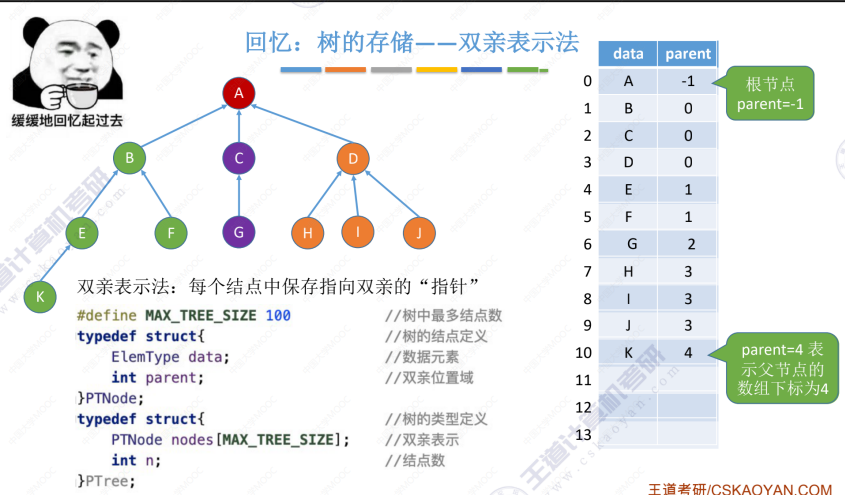 回忆：树的存储——双亲表示法
缓缓地回忆起过去
A
B
C
D
E
F
G
H
I
J
K
data parent
0 A -1
1 B 0
2 C 0
3 D 0
4 E 1
5 F 1
6 G 2
7 H 3
8 I 3
9 J 3
10 K 4
11
12
13
根节点
parent=-1
parent=4 表
示父节点的
数组下标为4
双亲表示法：每个结点中保存指向双亲的“指针”
#define MAX_TREE_SIZE 100 //树中最多结点数
typedef struct{ //树的结点定义
ElemType data; //数据元素
int parent; //双亲位置域
}PTNode;
typedef struct{ //树的类型定义
PTNode nodes[MAX_TREE_SIZE]; //双亲表示
int n; //结点数
}PTree;
王道考研/CSKAOYAN.COM